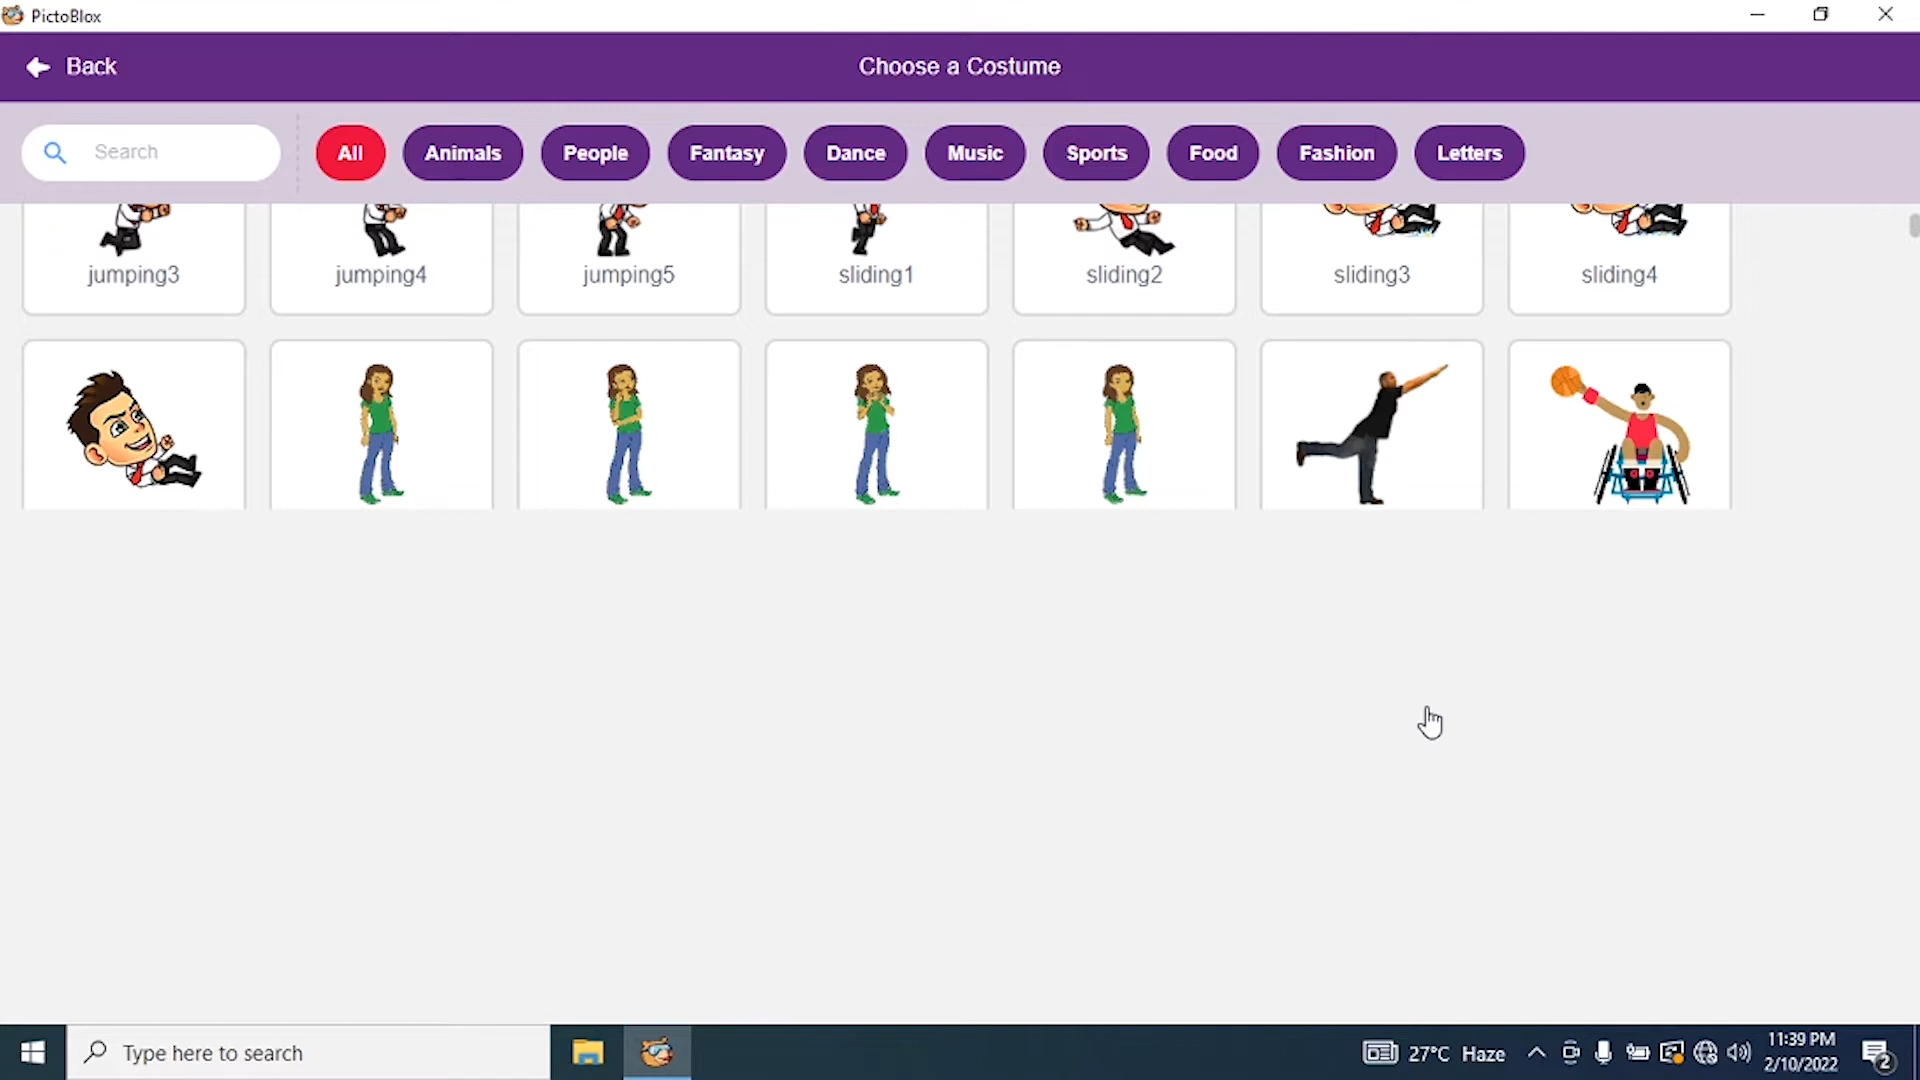 PictoBlox
Back
Choose a Costume
Search
All
Animals
People
Fantasy
Dance
Music
Sports
Food
Fashion
Letters
jumping3
jumping4
jumping5
sliding1
sliding2
sliding3
sliding4
Type here to search
27°C Haze
11:39 PM
2/10/2022
2